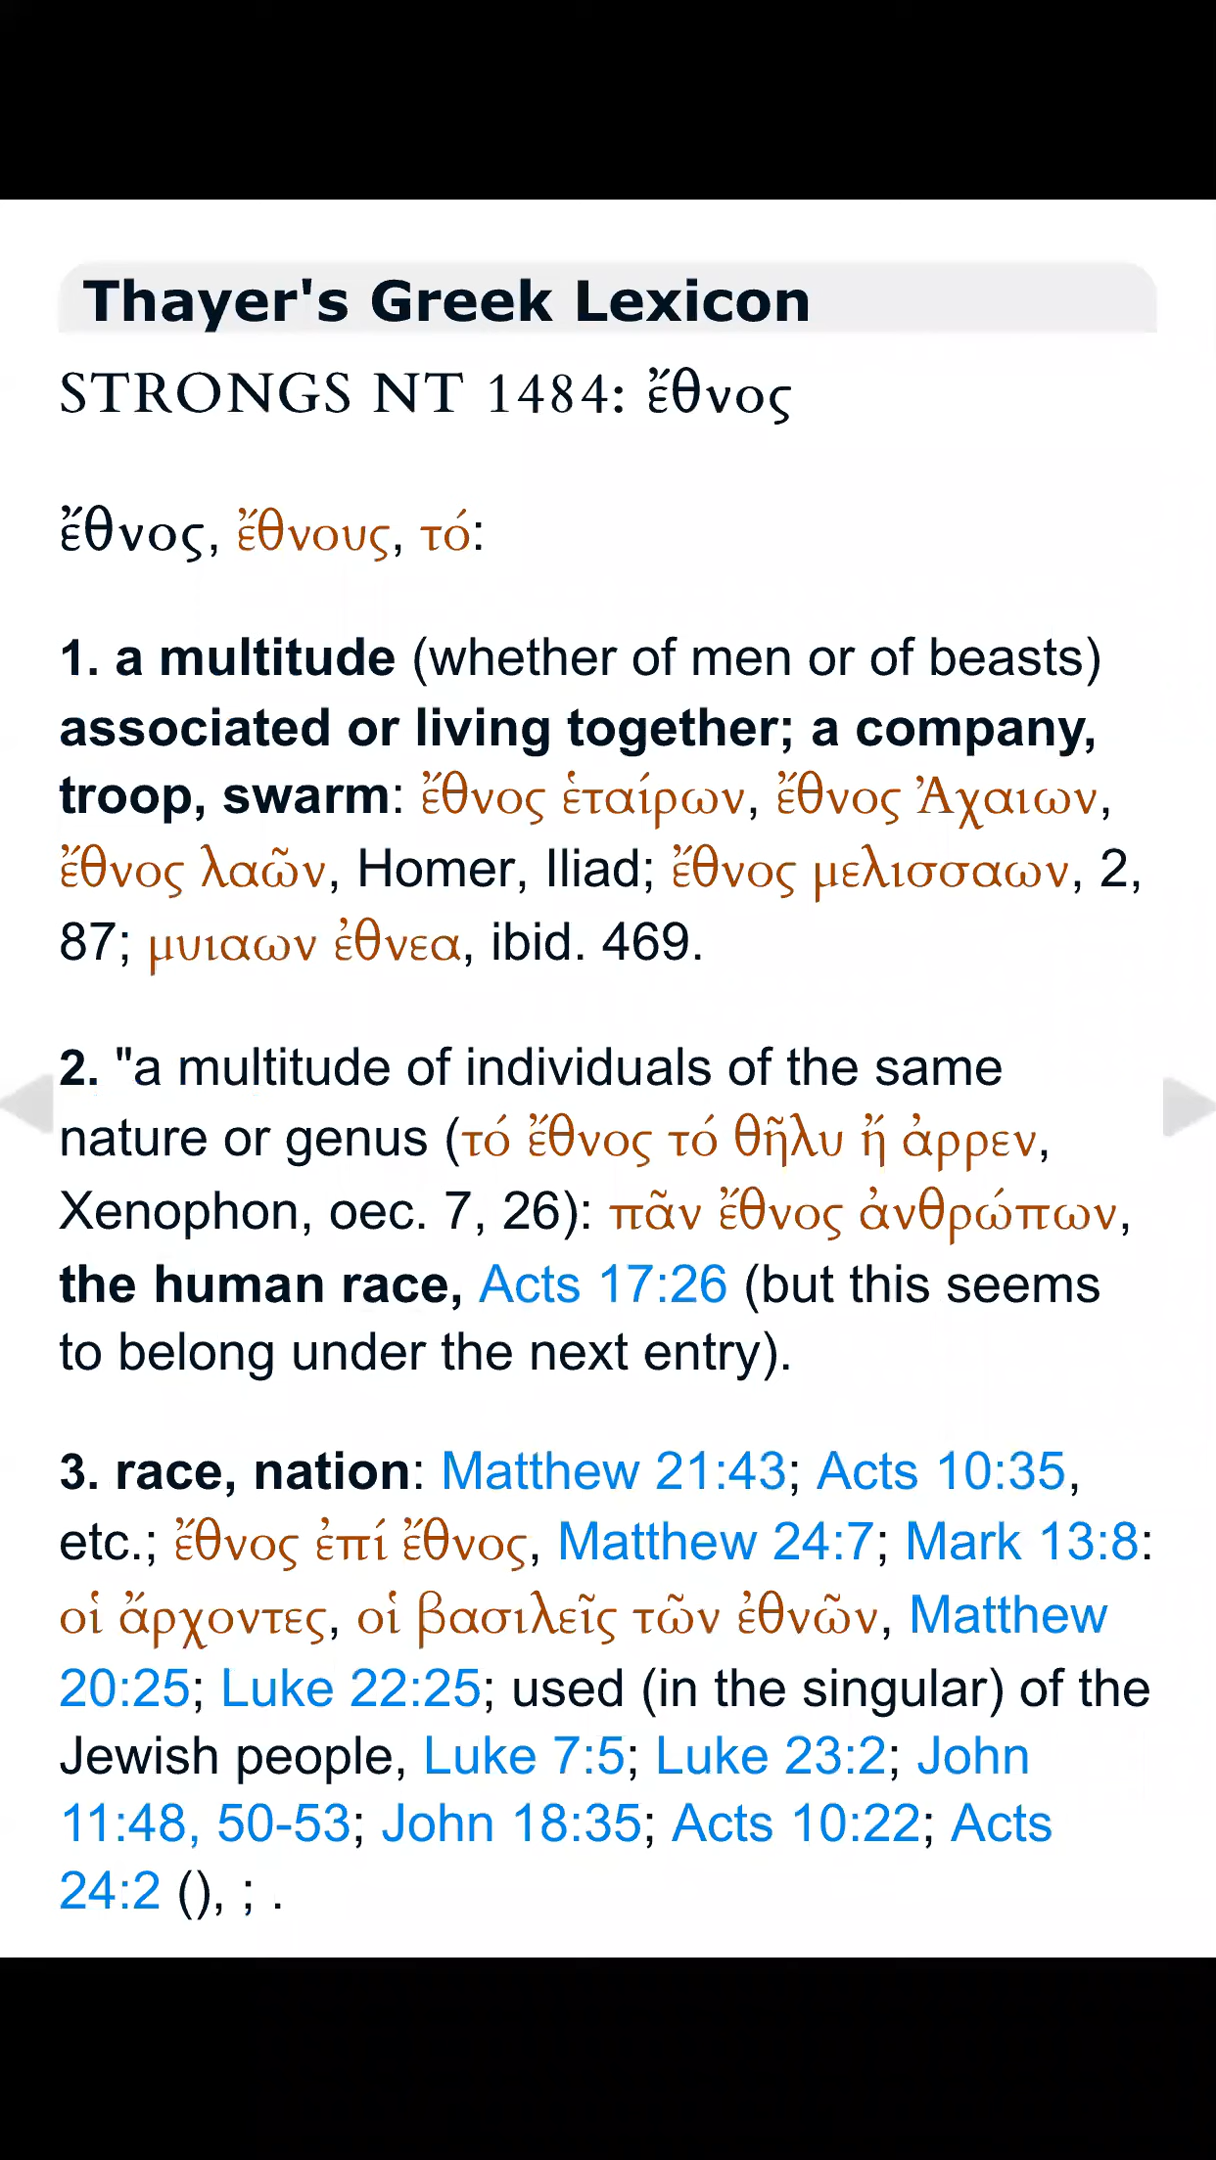 Thayer's Greek Lexicon
STRONGS NT 1484: ἔθνος
ἔθνος, ἔθνους, τό:
1. a multitude (whether of men or of beasts)
associated or living together; a company,
troop, swarm: ἔθνος ἑταίρων, ἔθνος Ἀχαιων,
ἔθνος λαῶν, Homer, Iliad; ἔθνος μελισσαων, 2,
87; μυιαων ἐθνεα, ibid. 469.
2. "a multitude of individuals of the same
nature or genus (τό ἔθνος τό θῆλυ ἤ ἀρρεν,
Xenophon, oec. 7, 26): πᾶν ἔθνος ἀνθρώπων,
the human race, Acts 17:26 (but this seems
to belong under the next entry).
3. race, nation: Matthew 21:43; Acts 10:35,
etc.; ἔθνος ἐπί ἔθνος, Matthew 24:7; Mark 13:8:
οἱ ἄρχοντες, οἱ βασιλεῖς τῶν ἐθνῶν, Matthew
20:25; Luke 22:25; used (in the singular) of the
Jewish people, Luke 7:5; Luke 23:2; John
11:48, 50-53; John 18:35; Acts 10:22; Acts
24:2 (), ; .